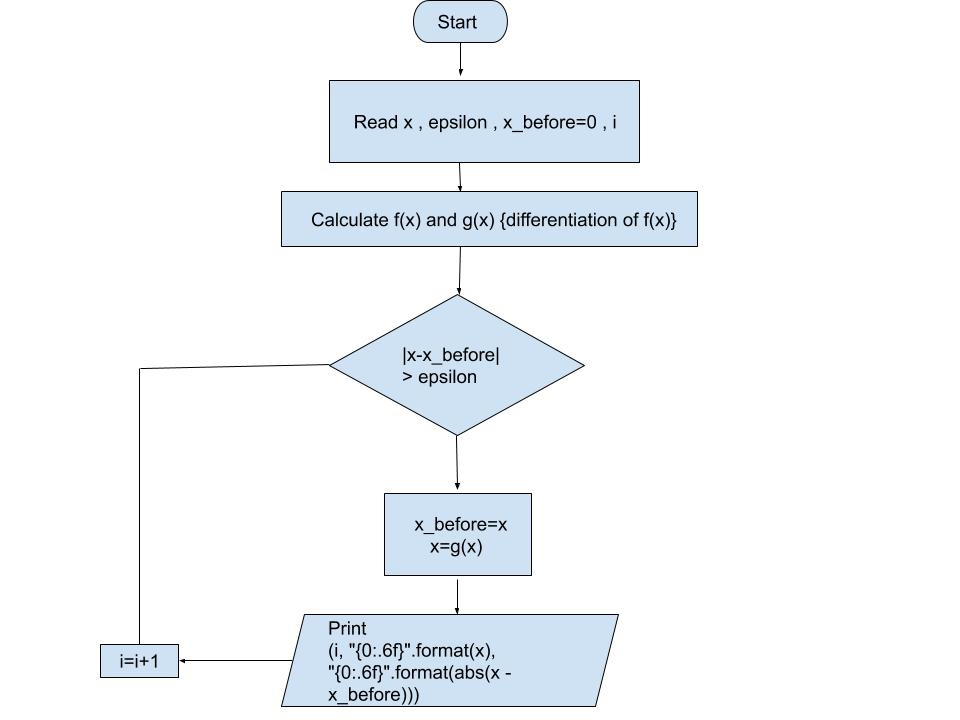 Start
Read x , epsilon , x_before=0 , i
Calculate f(x) and g(x) {differentiation of f(x)}
|x-x_before|
> epsilon
x_before=x
x=g(x)
Print
(i, "{0:.6f}".format(x),
"{0:.6f}".format(abs(x -
x_before)))
i=i+1